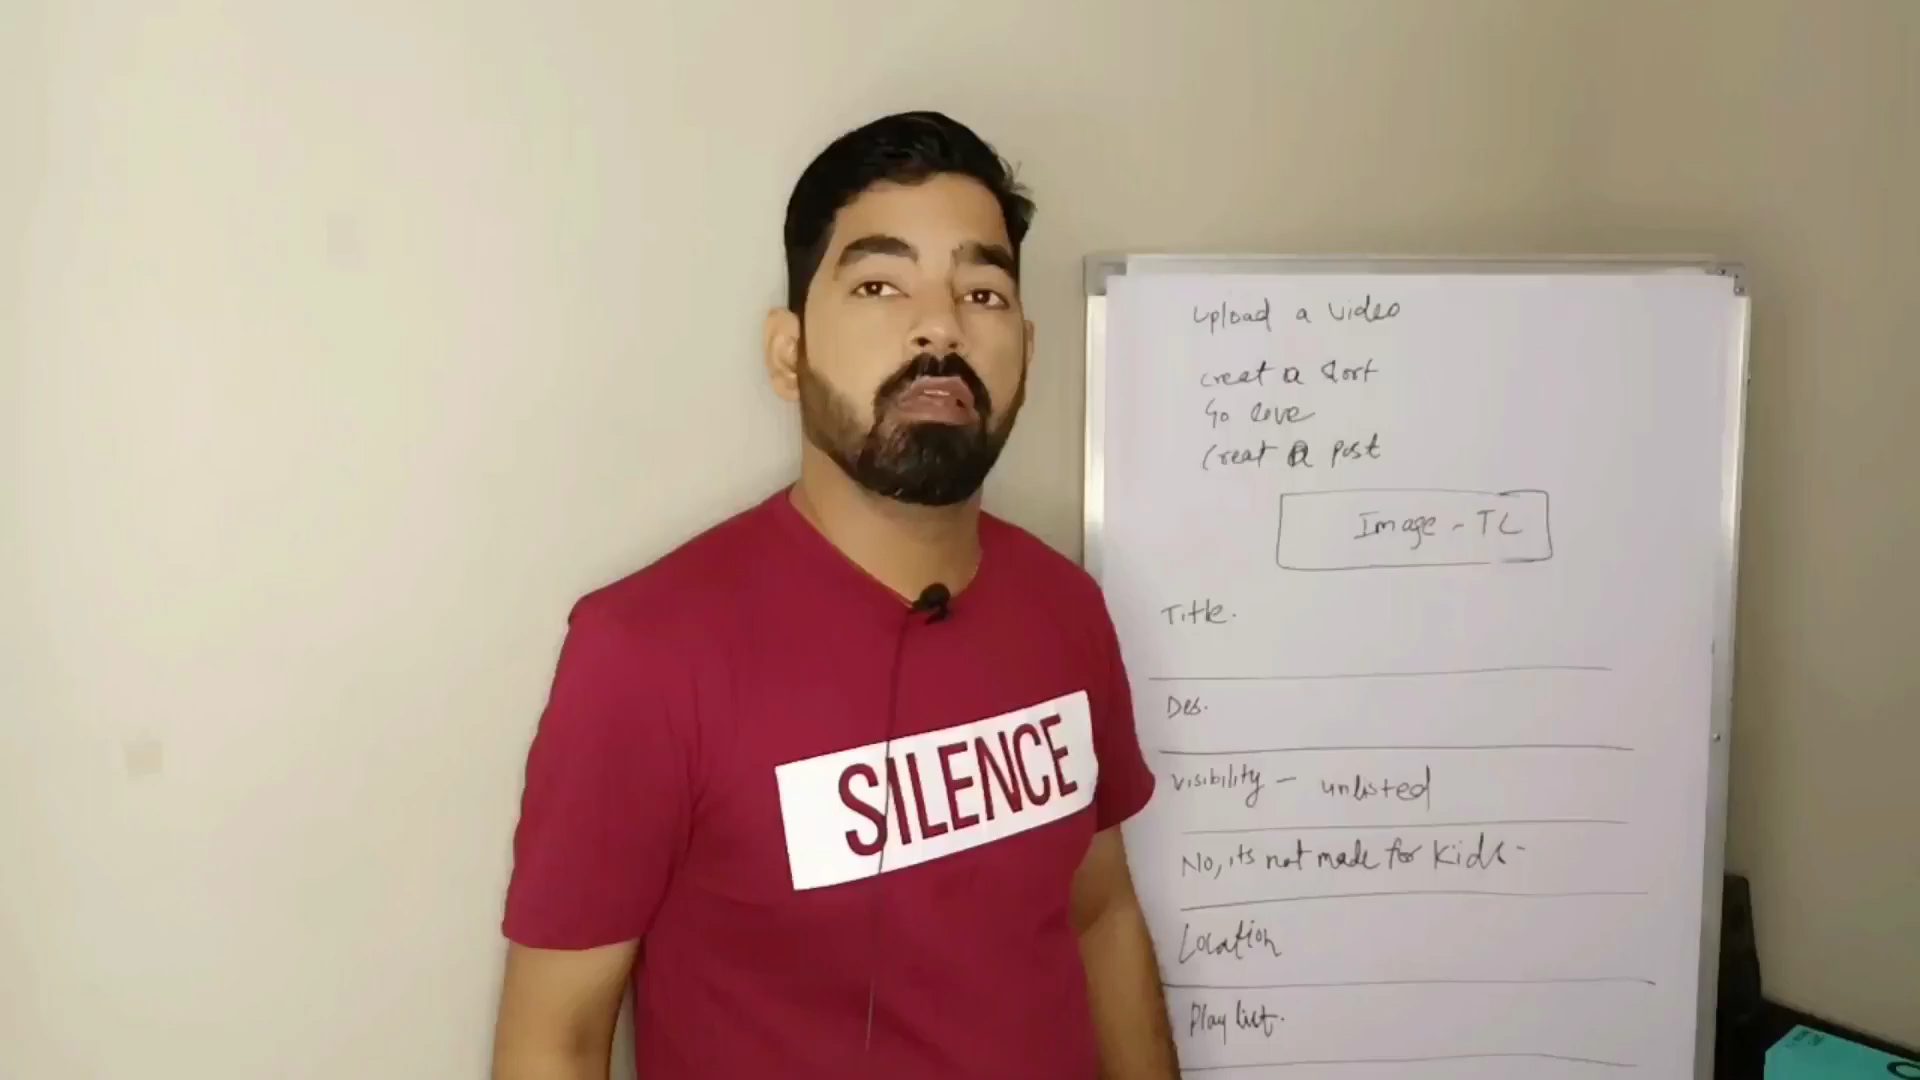 SILENCE
Upload a video
creat a short
Go live
Creat a post
Image - TL
Title.
Des.
visibility - unlisted
No, its not made for kids -
Location
Play list.